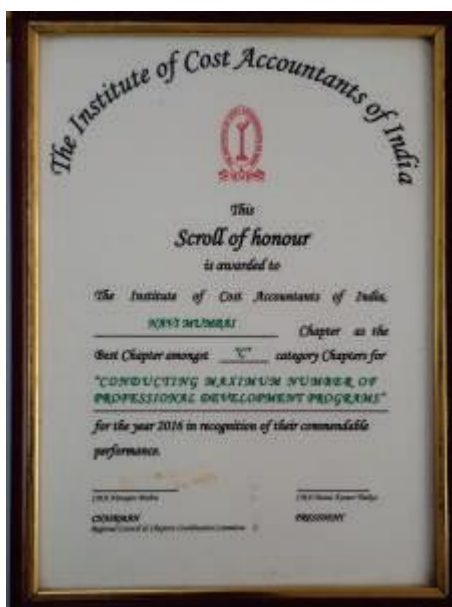 The Institute of Cost Accountants of India
This
Scroll of honour
is awarded to
The Institute of Cost Accountants of India,
NAVI MUMBAI Chapter as the
Best Chapter amongst "C" category Chapters for
"CONDUCTING MAXIMUM NUMBER OF
PROFESSIONAL DEVELOPMENT PROGRAMS"
for the year 2016 in recognition of their commendable
performance.
CHAIRMAN PRESIDENT